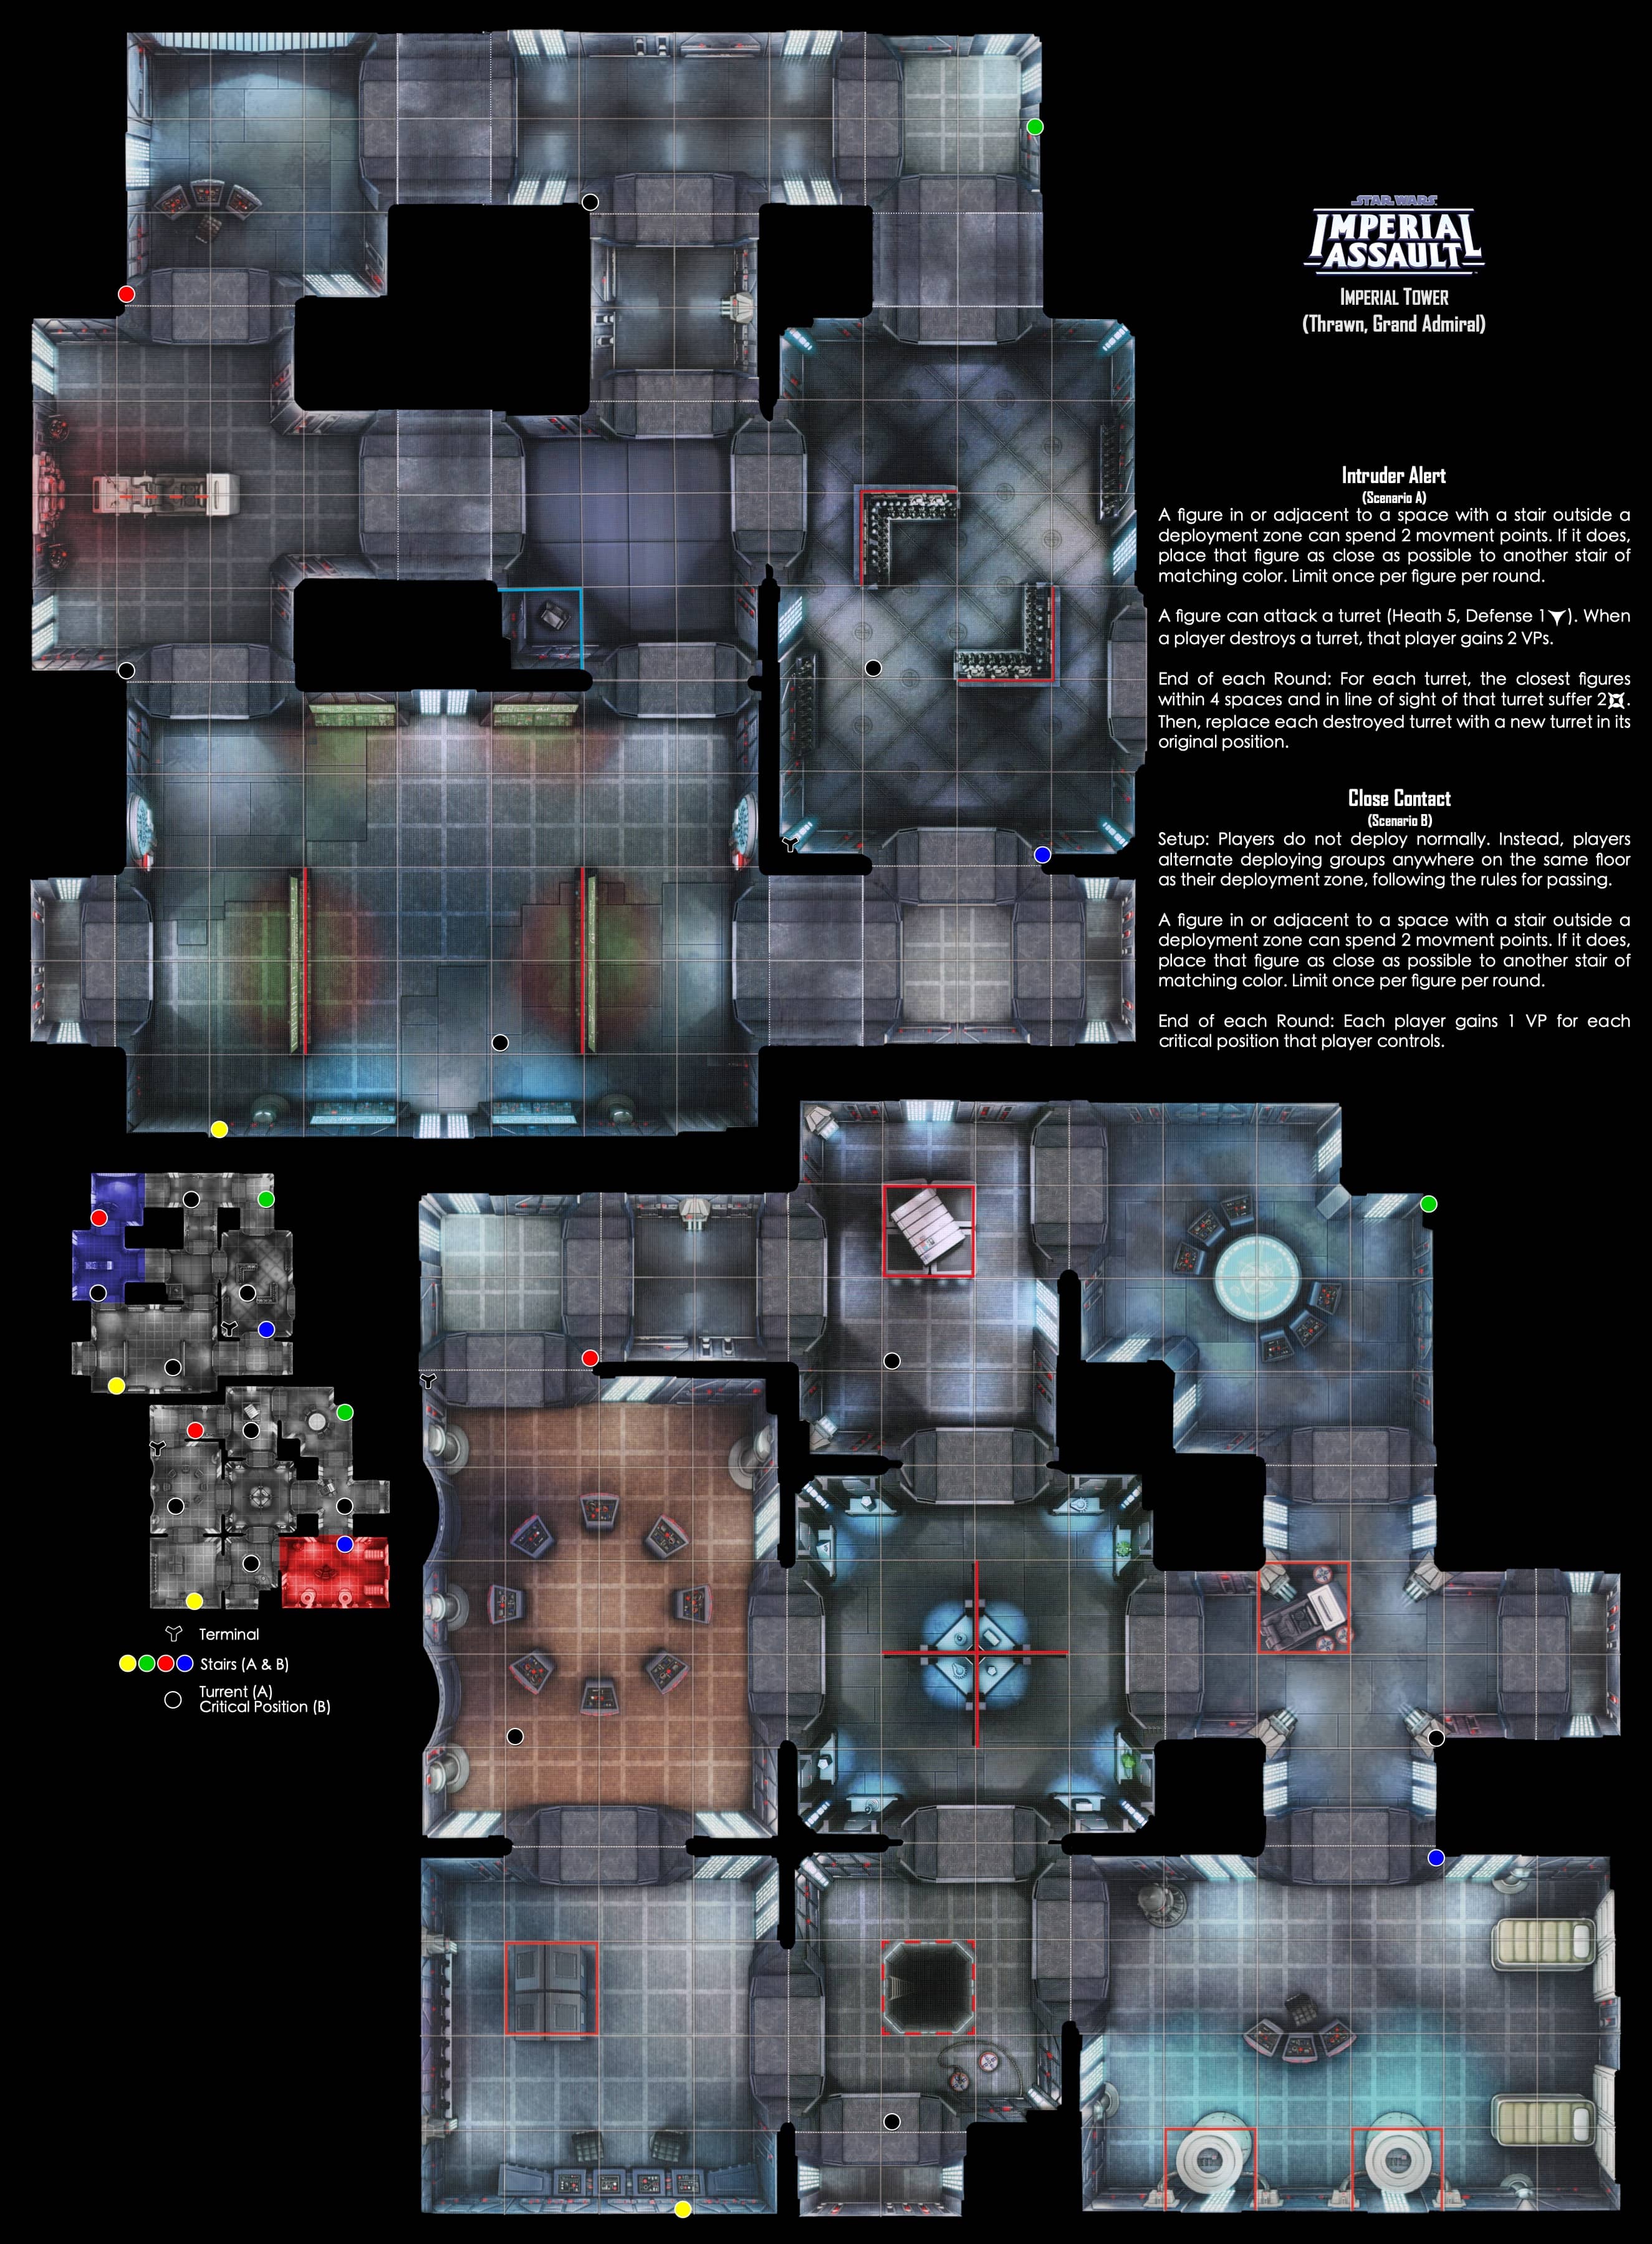 STAR WARS
IMPERIAL
ASSAULT
IMPERIAL TOWER
(Thrawn, Grand Admiral)
Intruder Alert
(Scenario A)
A figure in or adjacent to a space with a stair outside a
deployment zone can spend 2 movment points. If it does,
place that figure as close as possible to another stair of
matching color. Limit once per figure per round.
A figure can attack a turret (Heath 5, Defense 1). When
a player destroys a turret, that player gains 2 VPs.
End of each Round: For each turret, the closest figures
within 4 spaces and in line of sight of that turret suffer 2.
Then, replace each destroyed turret with a new turret in its
original position.
Close Contact
(Scenario B)
Setup: Players do not deploy normally. Instead, players
alternate deploying groups anywhere on the same floor
as their deployment zone, following the rules for passing.
A figure in or adjacent to a space with a stair outside a
deployment zone can spend 2 movment points. If it does,
place that figure as close as possible to another stair of
matching color. Limit once per figure per round.
End of each Round: Each player gains 1 VP for each
critical position that player controls.
Terminal
Stairs (A & B)
Turrent (A)
Critical Position (B)